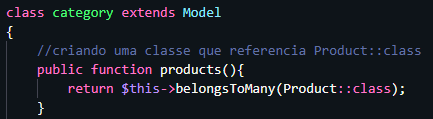 class category extends Model
{
//criando uma classe que referencia Product::class
public function products(){
return $this->belongsToMany(Product::class);
}